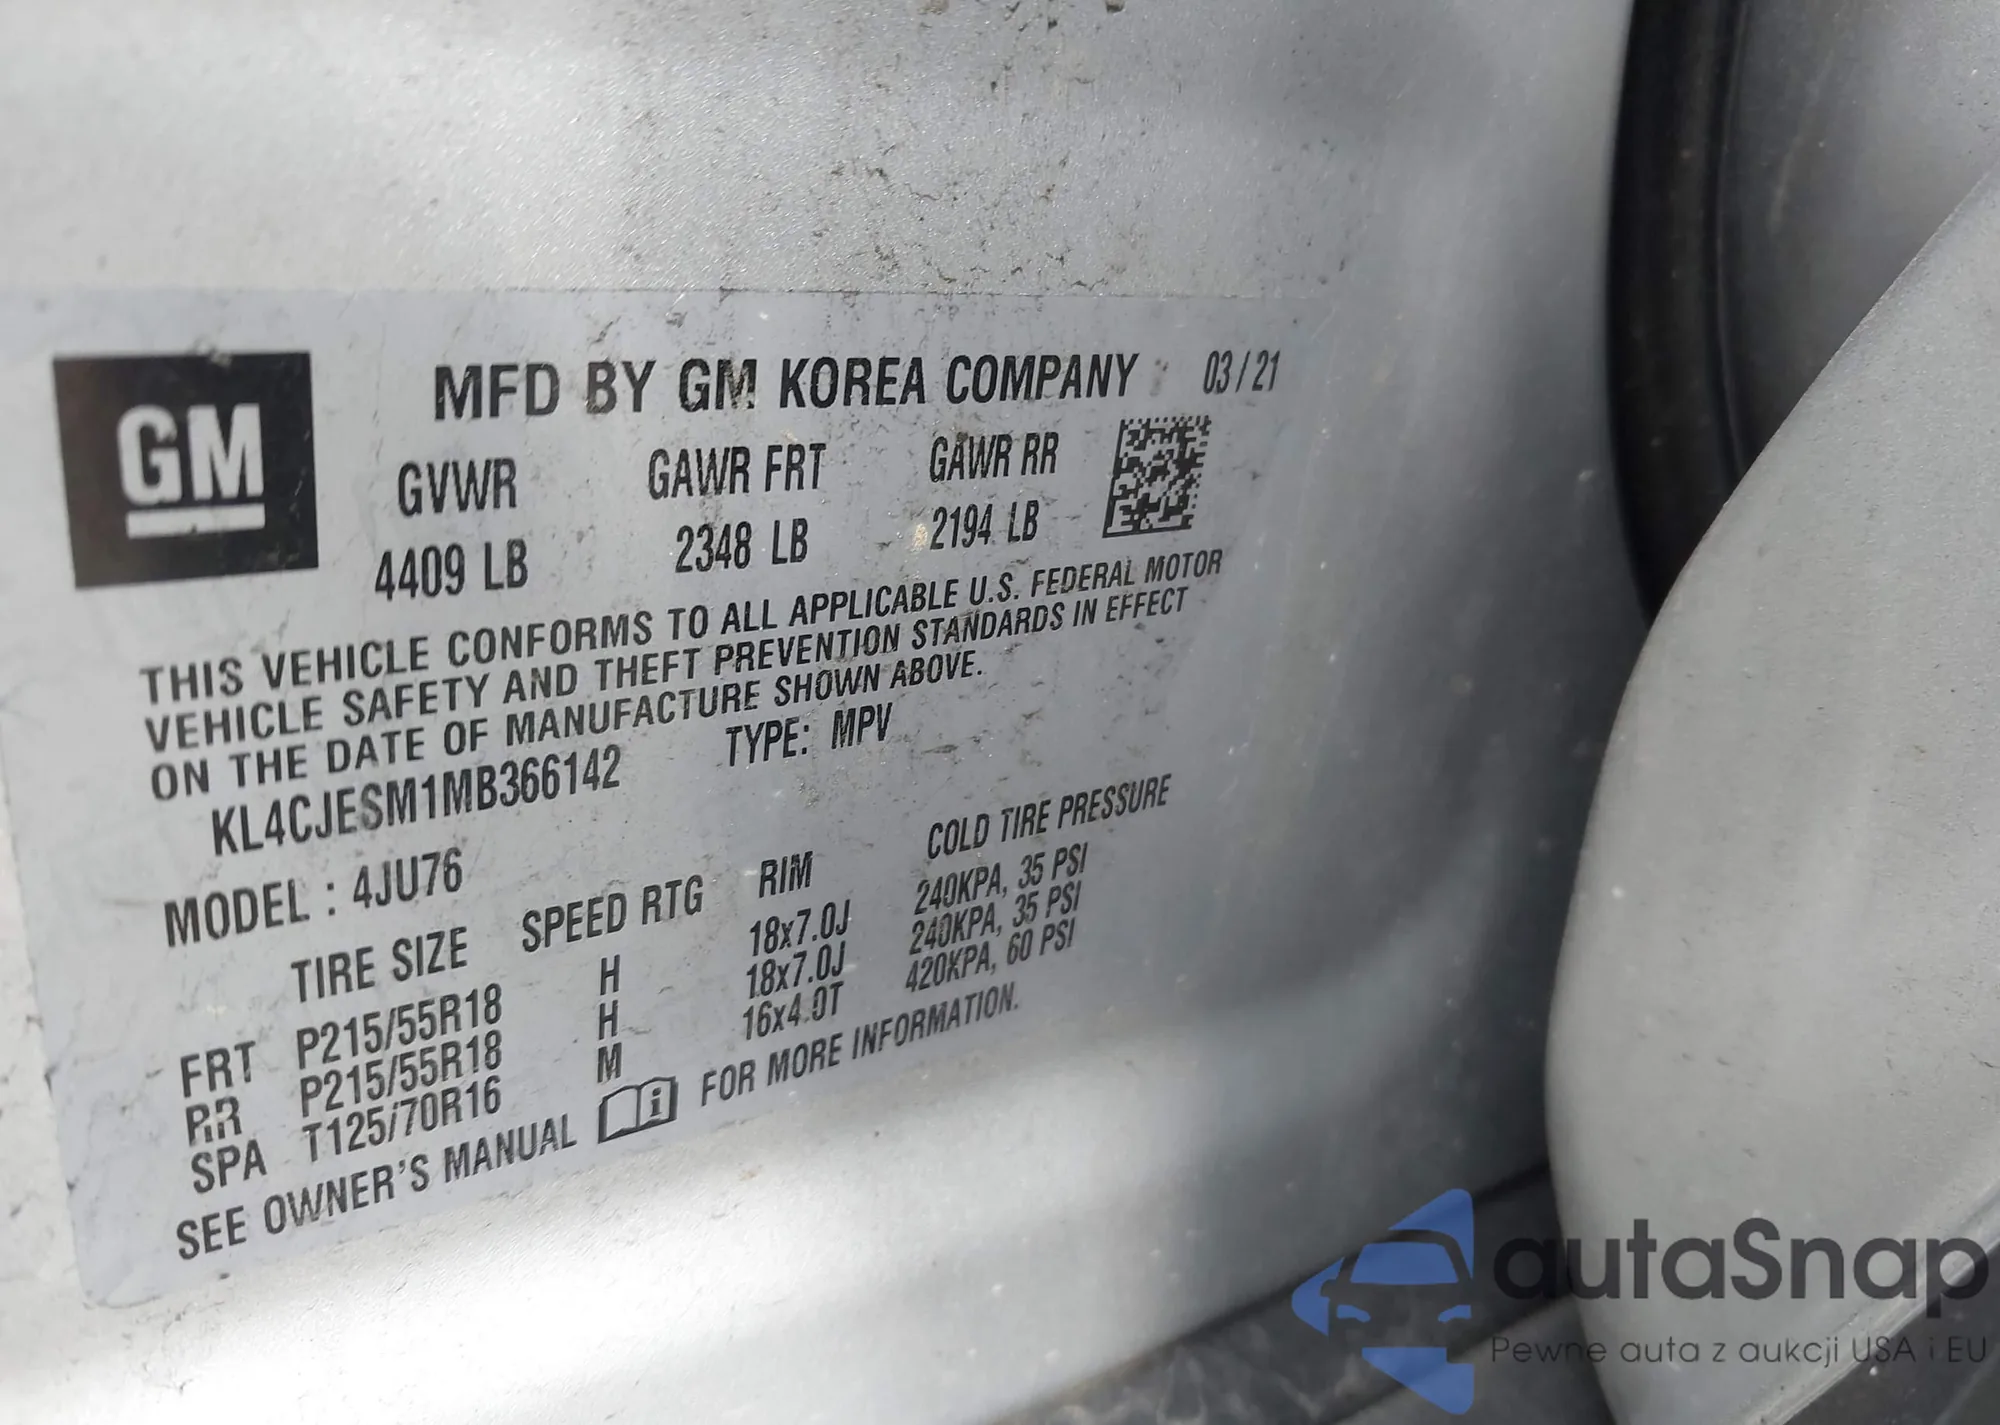 GM
MFD BY GM KOREA COMPANY 03/21
GVWR GAWR FRT GAWR RR
4409 LB 2348 LB 2194 LB
THIS VEHICLE CONFORMS TO ALL APPLICABLE U.S. FEDERAL MOTOR
VEHICLE SAFETY AND THEFT PREVENTION STANDARDS IN EFFECT
ON THE DATE OF MANUFACTURE SHOWN ABOVE.
KL4CJESM1MB366142 TYPE: MPV
MODEL : 4JU76
TIRE SIZE SPEED RTG RIM COLD TIRE PRESSURE
FRT P215/55R18 H 18x7.0J 240KPA, 35 PSI
RR P215/55R18 H 18x7.0J 240KPA, 35 PSI
SPA T125/70R16 M 16x4.0T 420KPA, 60 PSI
SEE OWNER'S MANUAL FOR MORE INFORMATION.
autaSnap
Pewne auta z aukcji USA i EU